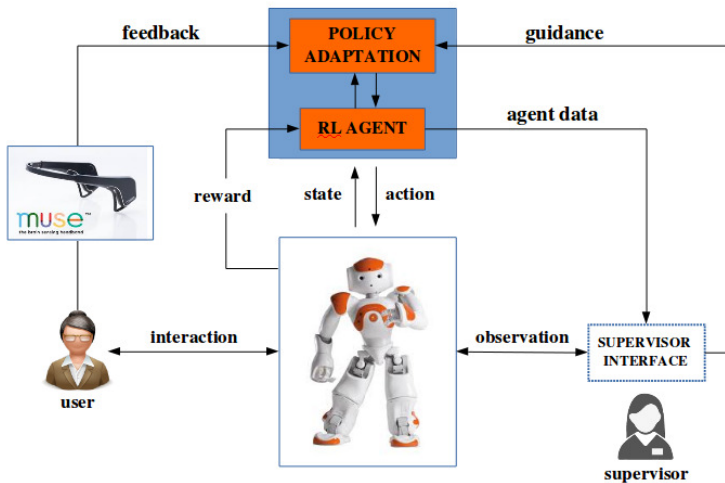 feedback
POLICY
ADAPTATION
guidance
RL AGENT
agent data
muse™
the brain sensing headband
reward
state
action
interaction
observation
SUPERVISOR
INTERFACE
user
supervisor